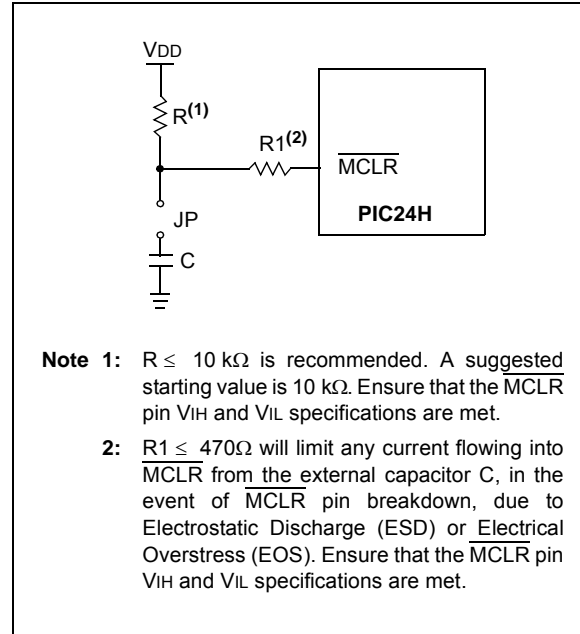 VDD
R(1)
R1(2)
MCLR
PIC24H
JP
C
Note 1: R ≤ 10 kΩ is recommended. A suggested
starting value is 10 kΩ. Ensure that the MCLR
pin VIH and VIL specifications are met.
2: R1 ≤ 470Ω will limit any current flowing into
MCLR from the external capacitor C, in the
event of MCLR pin breakdown, due to
Electrostatic Discharge (ESD) or Electrical
Overstress (EOS). Ensure that the MCLR pin
VIH and VIL specifications are met.